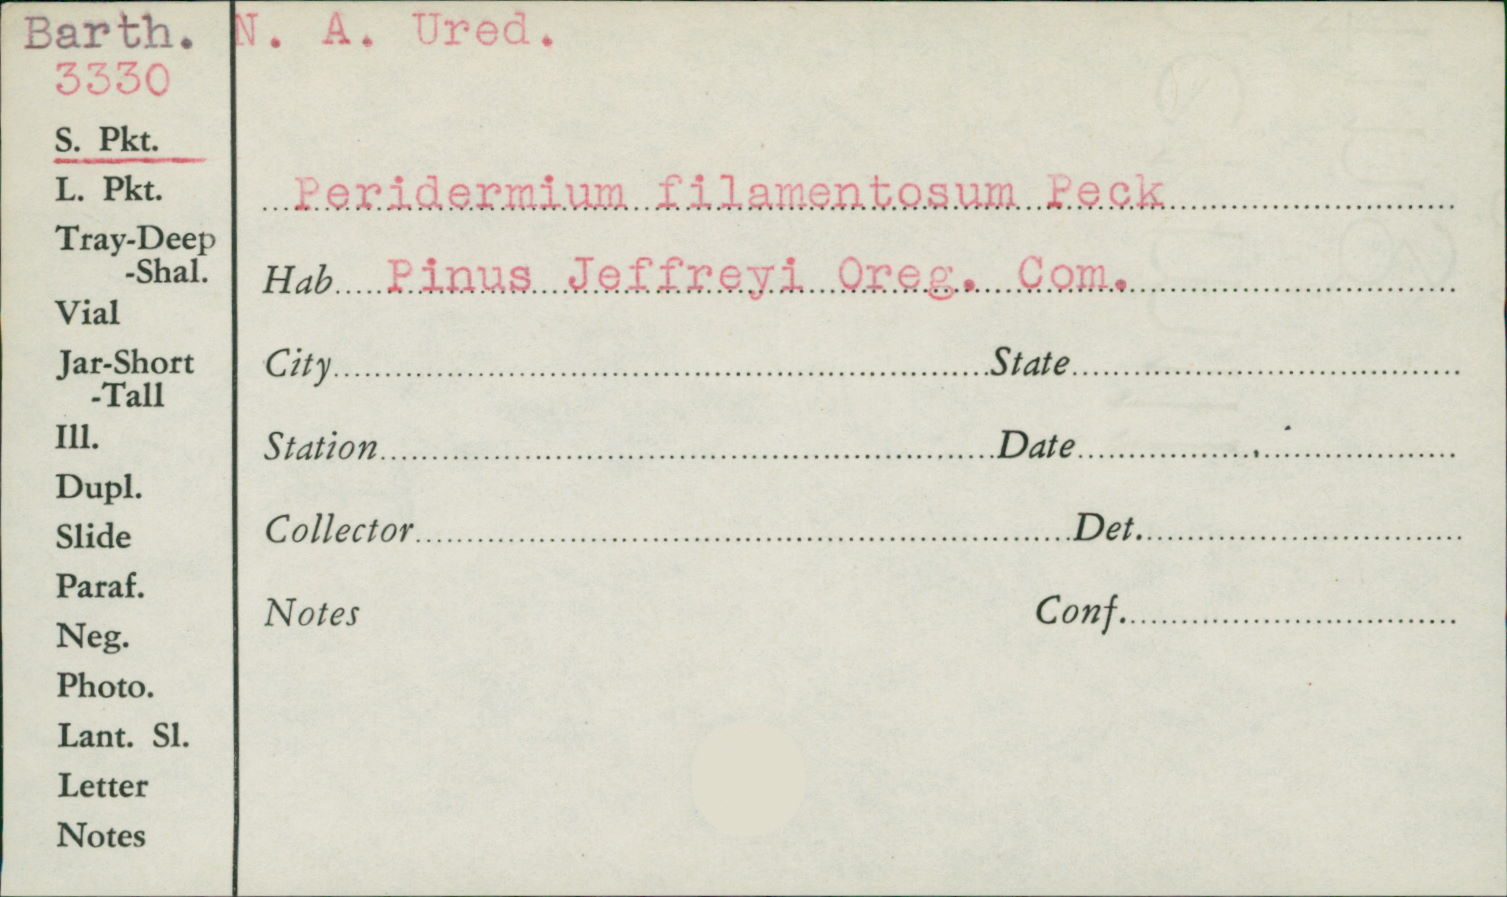 Barth. N. A. Ured.
3330
S. Pkt.
L. Pkt.
Tray-Deep
-Shal.
Vial
Jar-Short
-Tall
Ill.
Dupl.
Slide
Paraf.
Neg.
Photo.
Lant. Sl.
Letter
Notes
Peridermium filamentosum Peck
Hab. Pinus Jeffreyi Oreg. Com.
City State
Station Date
Collector Det.
Notes Conf.